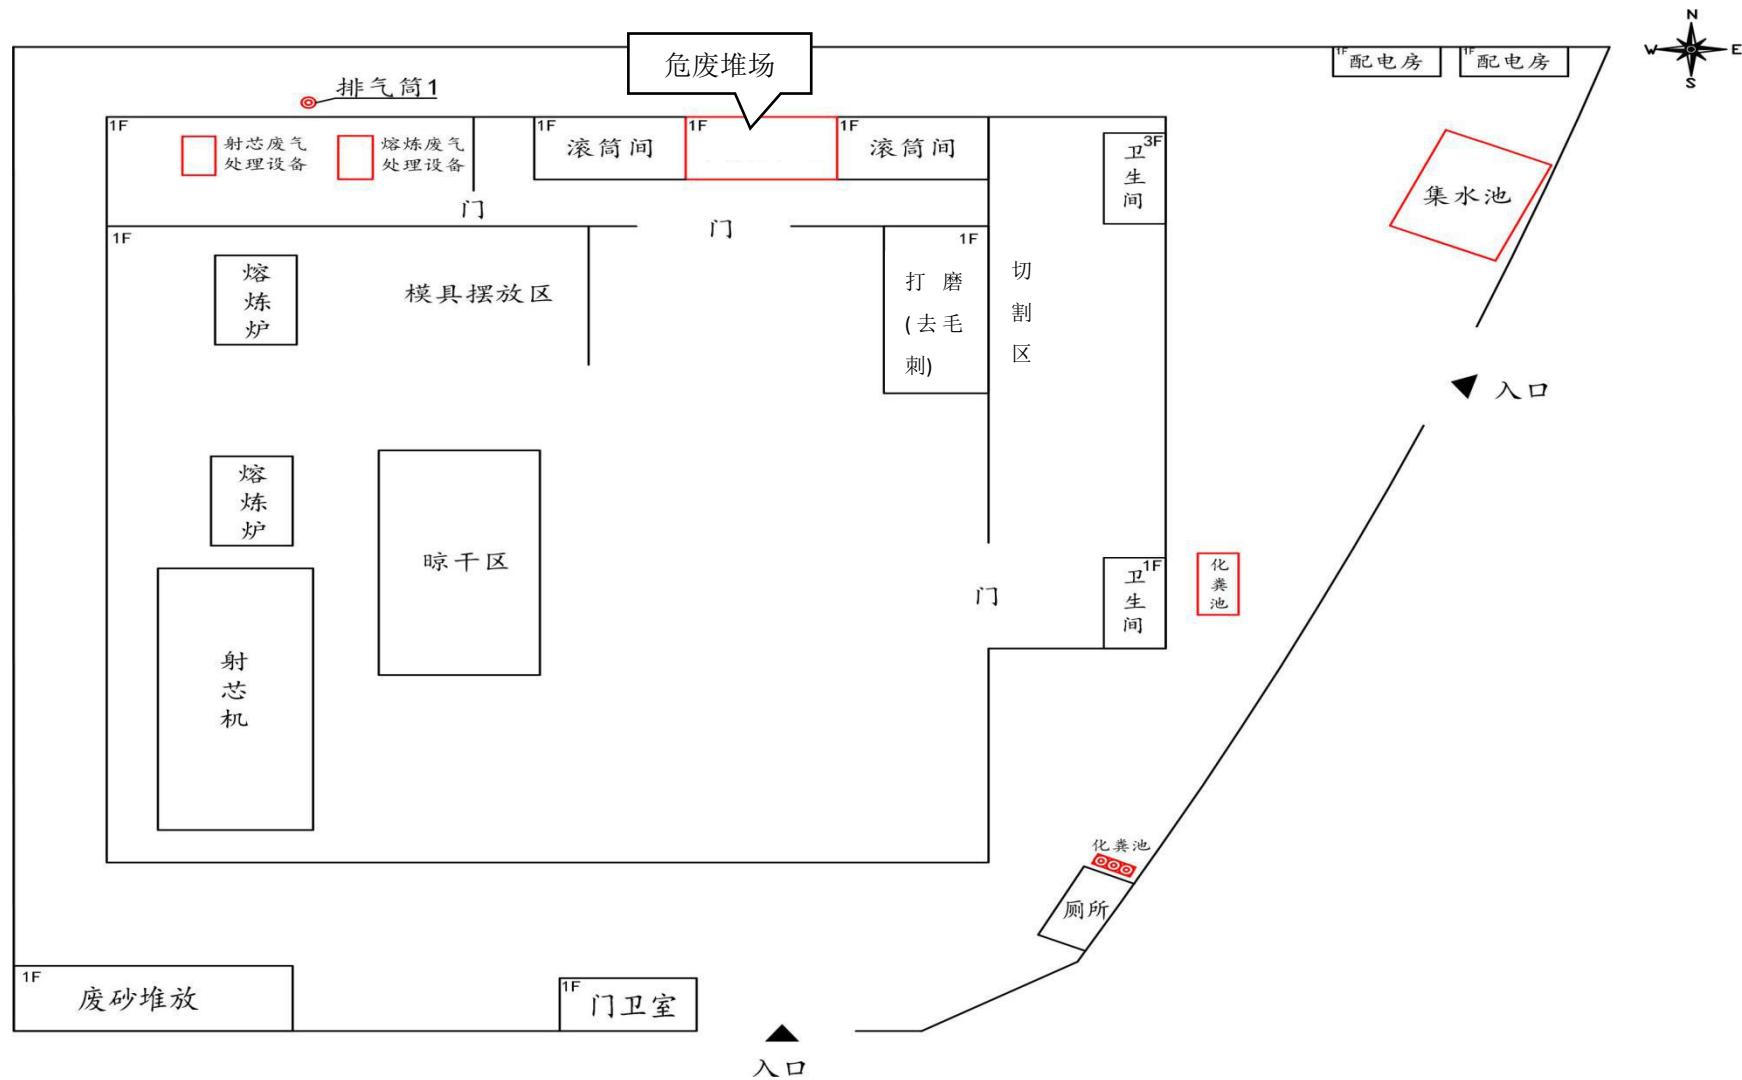 N
W
E
S
危废堆场
1F
配电房
1F
配电房
排气筒1
1F
射芯废气
处理设备
熔炼废气
处理设备
1F
滚筒间
1F
1F
滚筒间
3F
卫生间
集水池
门
门
1F
熔炼炉
模具摆放区
1F
打磨
(去毛
刺)
切割区
入口
熔炼炉
晾干区
门
1F
卫生间
化粪池
射芯机
化粪池
厕所
1F
废砂堆放
1F
门卫室
入口